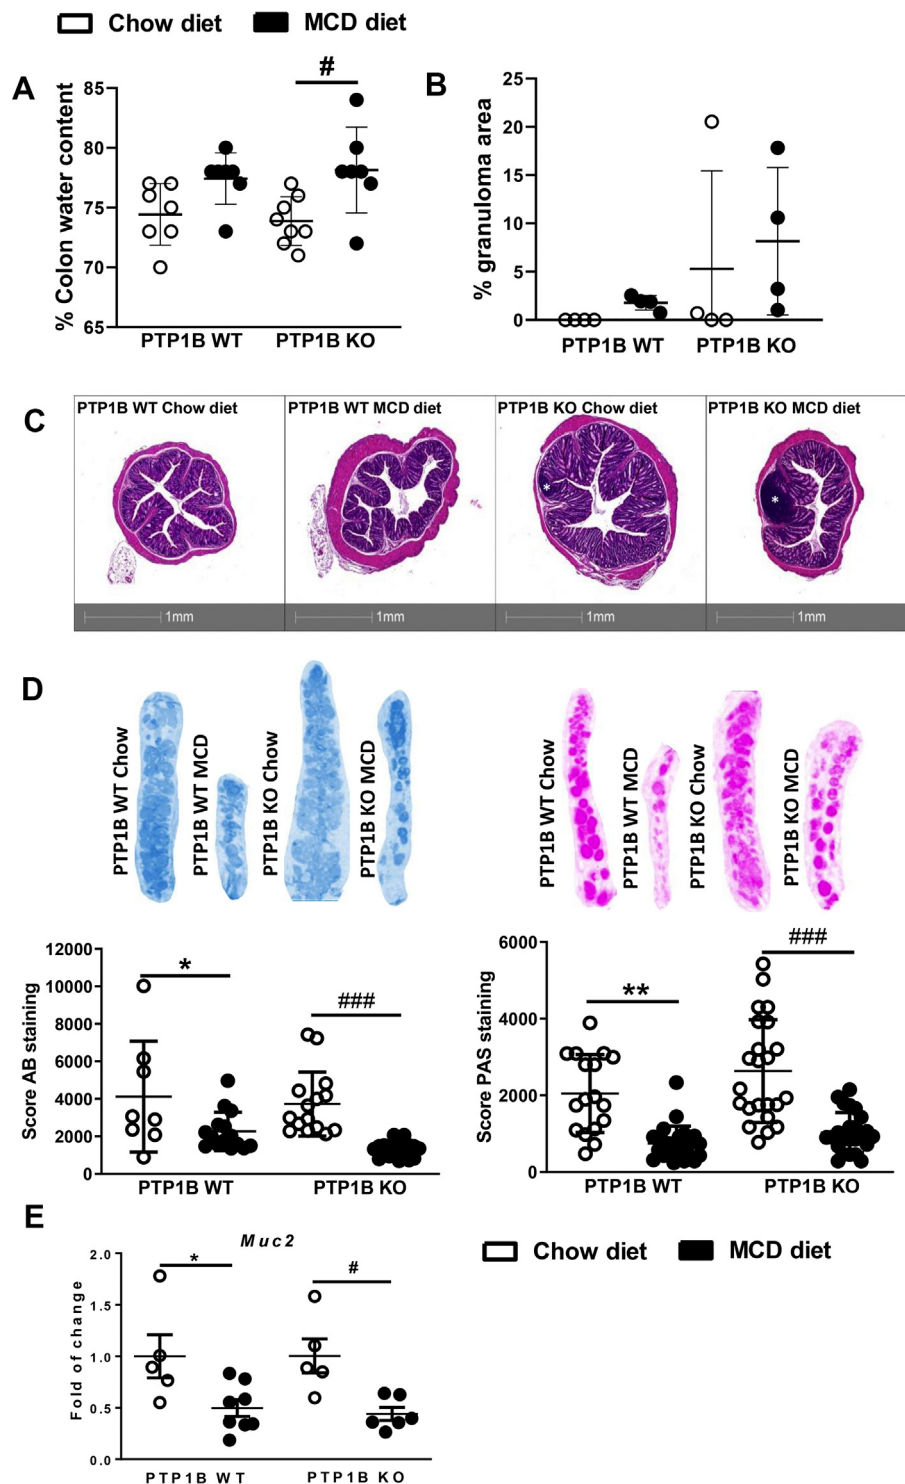 Chow diet MCD diet
A
#
% Colon water content
85
80
75
70
65
PTP1B WT PTP1B KO
B
% granuloma area
25
20
15
10
5
0
PTP1B WT PTP1B KO
C
PTP1B WT Chow diet PTP1B WT MCD diet PTP1B KO Chow diet PTP1B KO MCD diet
* *
1mm 1mm 1mm 1mm
D
PTP1B WT Chow
PTP1B WT MCD
PTP1B KO Chow
PTP1B KO MCD
PTP1B WT Chow
PTP1B WT MCD
PTP1B KO Chow
PTP1B KO MCD
Score AB staining
12000
10000
8000
6000
4000
2000
0
*
###
PTP1B WT PTP1B KO
Score PAS staining
6000
4000
2000
0
**
###
PTP1B WT PTP1B KO
E
Muc2
Fold of change
2.0
1.5
1.0
0.5
0.0
*
#
PTP1B WT PTP1B KO
Chow diet MCD diet